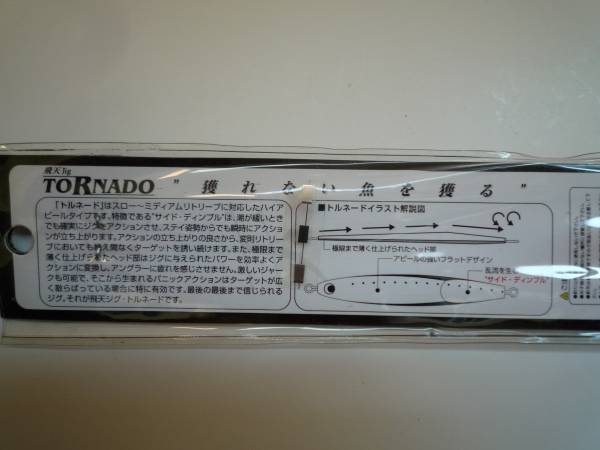 飛天Jig
TORNADO " 獲れない魚を獲る "
「トルネード」はスロー〜ミディアムリトリーブに対応したハイア
ピールタイプです。特徴である"サイド・ディンプル"は、潮が緩いとき
でも確実にジグをアクションさせ、ステイ姿勢からでも瞬時にアクショ
ンが立ち上がります。アクションの立ち上がりの良さから、変則リトリ
ーブにおいても絶え間なくターゲットを誘い続けます。また、極限まで
薄く仕上げられたヘッド部はジグに与えられたパワーを効率よくア
クションに変換し、アングラーに疲れを感じさせません。激しいジャー
クも可能で、そこから生まれるパニックアクションはターゲットが広
く散らばっている場合に特に有効です。最後の最後まで信じられる
ジグ。それが飛天ジグ・トルネードです。
■トルネードイラスト解説図
極限まで薄く仕上げられたヘッド部
アピールの強いフラットデザイン
乱流を生
"サイド・ディンプル"